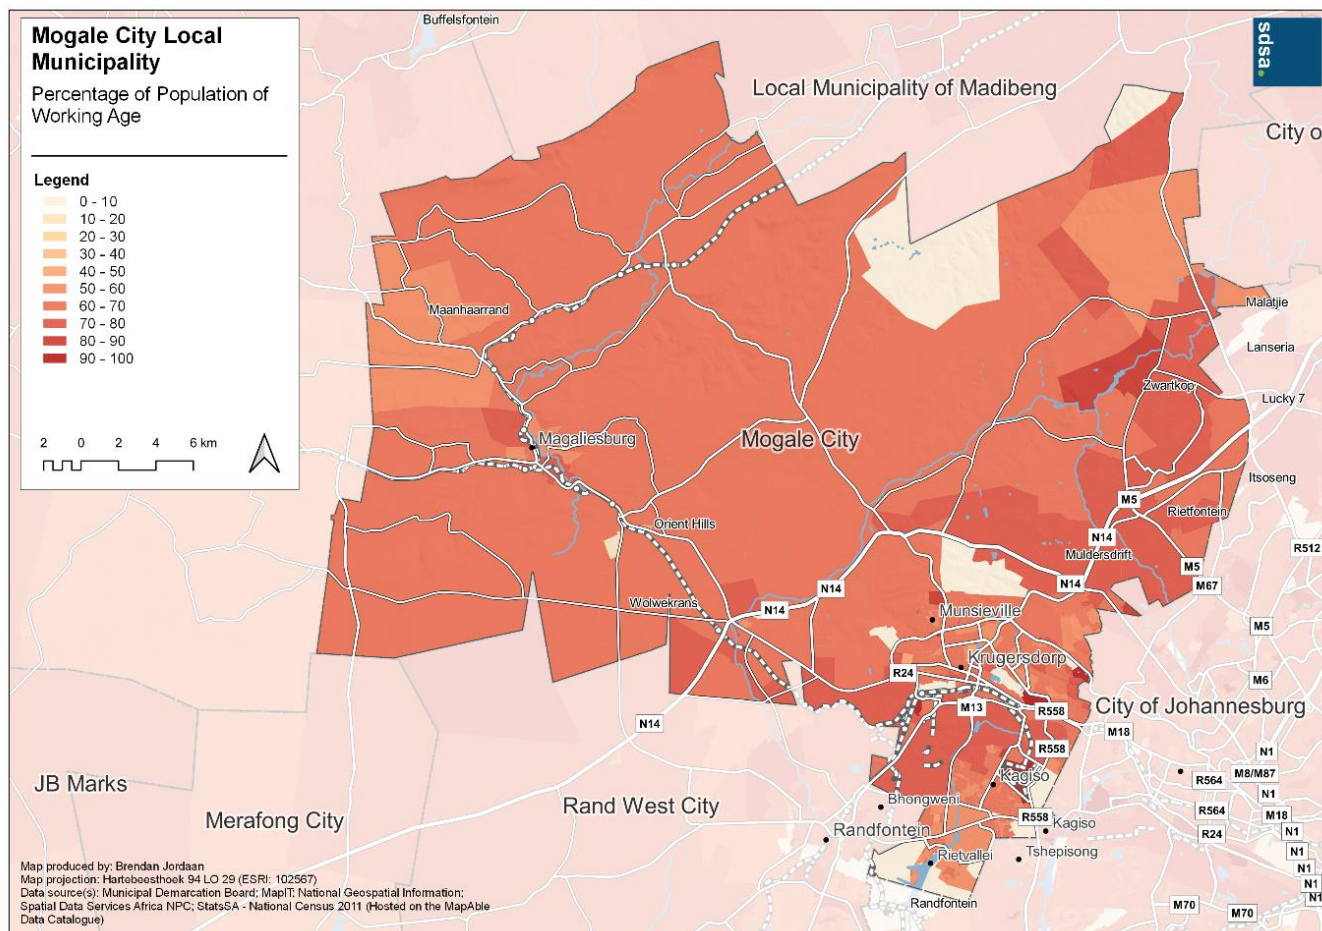 Mogale City Local
Municipality
Percentage of Population of
Working Age
Legend
0 - 10
10 - 20
20 - 30
30 - 40
40 - 50
50 - 60
60 - 70
70 - 80
80 - 90
90 - 100
2 0 2 4 6 km
sdsa
Buffelsfontein
Local Municipality of Madibeng
City o
Maanhaarrand
Malatjie
Lanseria
Zwartkop
Lucky 7
Magaliesburg
Mogale City
Itsoseng
M5
Rietfontein
Orient Hills
N14
R512
Muldersdrift
M5
N14
M67
Wolwekrans
N14
N14
Munsieville
M5
Krugersdorp
R24
M6
M13
R558
City of Johannesburg
N14
M18
R558
N1
JB Marks
Kagiso
R564
M8/M87
Rand West City
Bhongweni
N1
Merafong City
R558
Kagiso
R564
M18
Randfontein
R24
N1
Tshepisong
N1
Rietvallei
N1
N1
N1
Randfontein
M70
M70
Map produced by: Brendan Jordaan
Map projection: Hartebeesthoek 94 LO 29 (ESRI: 102567)
Data source(s): Municipal Demarcation Board; MapIT; National Geospatial Information;
Spatial Data Services Africa NPC; StatsSA - National Census 2011 (Hosted on the MapAble
Data Catalogue)